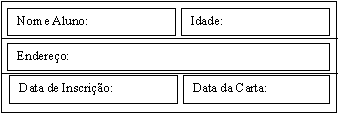 Nome Aluno: Idade:
Endereço:
Data de Inscrição: Data da Carta: